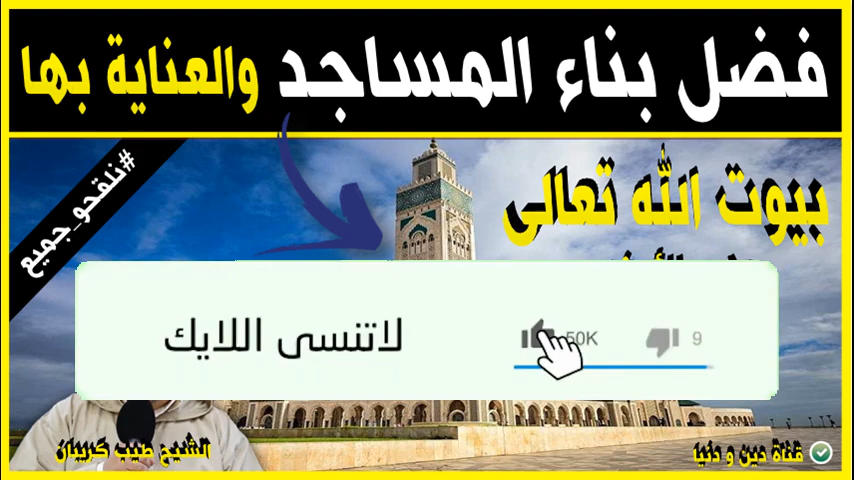 فضل بناء المساجد والعناية بها
#نلقحو_جميع
بيوت الله تعالى
لاتنسى اللايك
50K
9
الشيخ طيب كريبان
قناة دين و دنيا